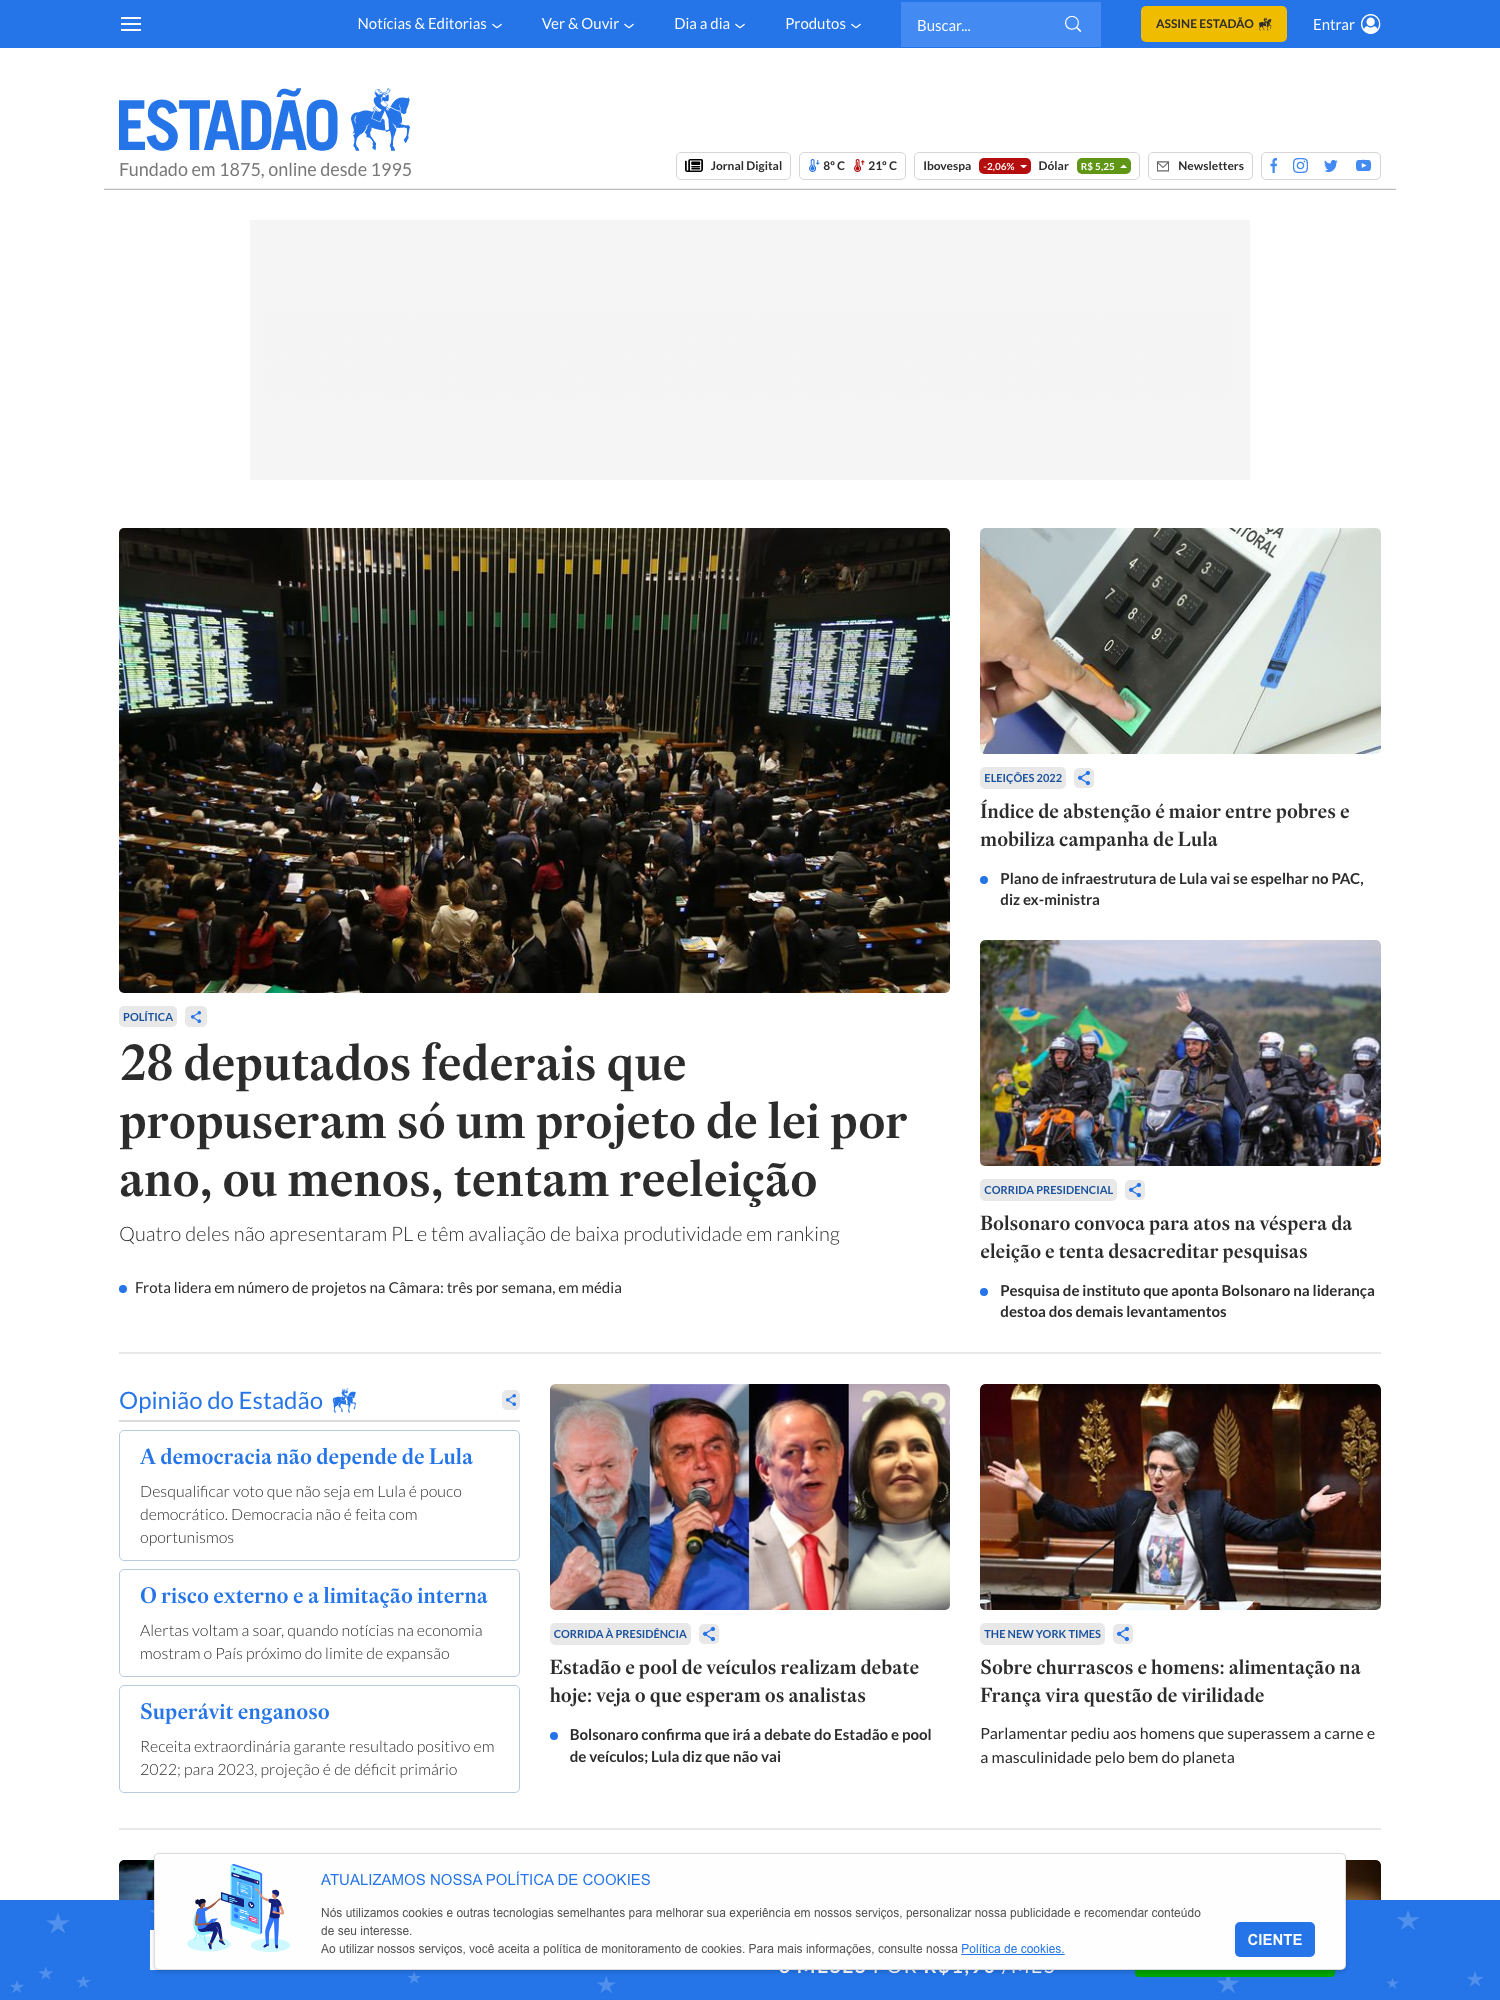 Notícias & Editorias
Ver & Ouvir
Dia a dia
Produtos
Buscar...
ASSINE ESTADÃO
Entrar
ESTADÃO
Fundado em 1875, online desde 1995
Jornal Digital
8º C
21º C
Ibovespa
-2,06%
Dólar
R$ 5,25
Newsletters
1 2 3
4 5 6
7 8 9
0
ITORAL
ELEIÇÕES 2022
Índice de abstenção é maior entre pobres e
mobiliza campanha de Lula
Plano de infraestrutura de Lula vai se espelhar no PAC,
diz ex-ministra
POLÍTICA
28 deputados federais que
propuseram só um projeto de lei por
ano, ou menos, tentam reeleição
Quatro deles não apresentaram PL e têm avaliação de baixa produtividade em ranking
Frota lidera em número de projetos na Câmara: três por semana, em média
CORRIDA PRESIDENCIAL
Bolsonaro convoca para atos na véspera da
eleição e tenta desacreditar pesquisas
Pesquisa de instituto que aponta Bolsonaro na liderança
destoa dos demais levantamentos
Opinião do Estadão
A democracia não depende de Lula
Desqualificar voto que não seja em Lula é pouco
democrático. Democracia não é feita com
oportunismos
O risco externo e a limitação interna
Alertas voltam a soar, quando notícias na economia
mostram o País próximo do limite de expansão
Superávit enganoso
Receita extraordinária garante resultado positivo em
2022; para 2023, projeção é de déficit primário
CORRIDA À PRESIDÊNCIA
Estadão e pool de veículos realizam debate
hoje: veja o que esperam os analistas
Bolsonaro confirma que irá a debate do Estadão e pool
de veículos; Lula diz que não vai
THE NEW YORK TIMES
Sobre churrascos e homens: alimentação na
França vira questão de virilidade
Parlamentar pediu aos homens que superassem a carne e
a masculinidade pelo bem do planeta
ATUALIZAMOS NOSSA POLÍTICA DE COOKIES
Nós utilizamos cookies e outras tecnologias semelhantes para melhorar sua experiência em nossos serviços, personalizar nossa publicidade e recomendar conteúdo
de seu interesse.
Ao utilizar nossos serviços, você aceita a política de monitoramento de cookies. Para mais informações, consulte nossa Política de cookies.
CIENTE